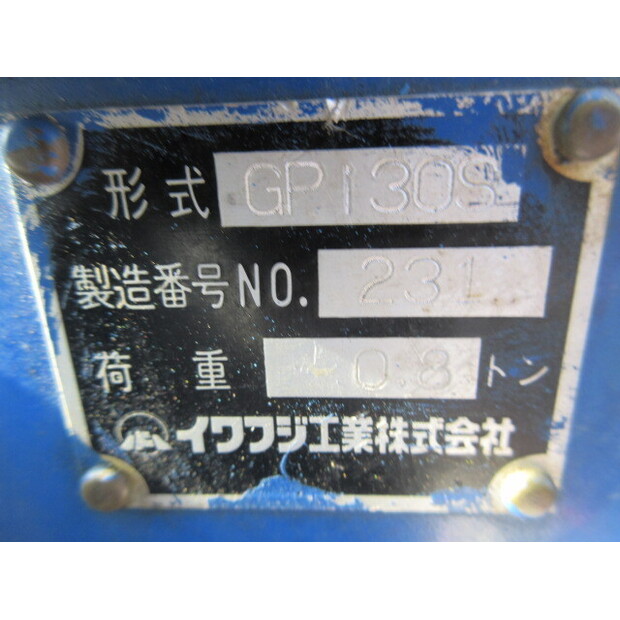 形式 GPi30S
製造番号NO. 231
荷重 0.8トン
イワフジ工業株式会社